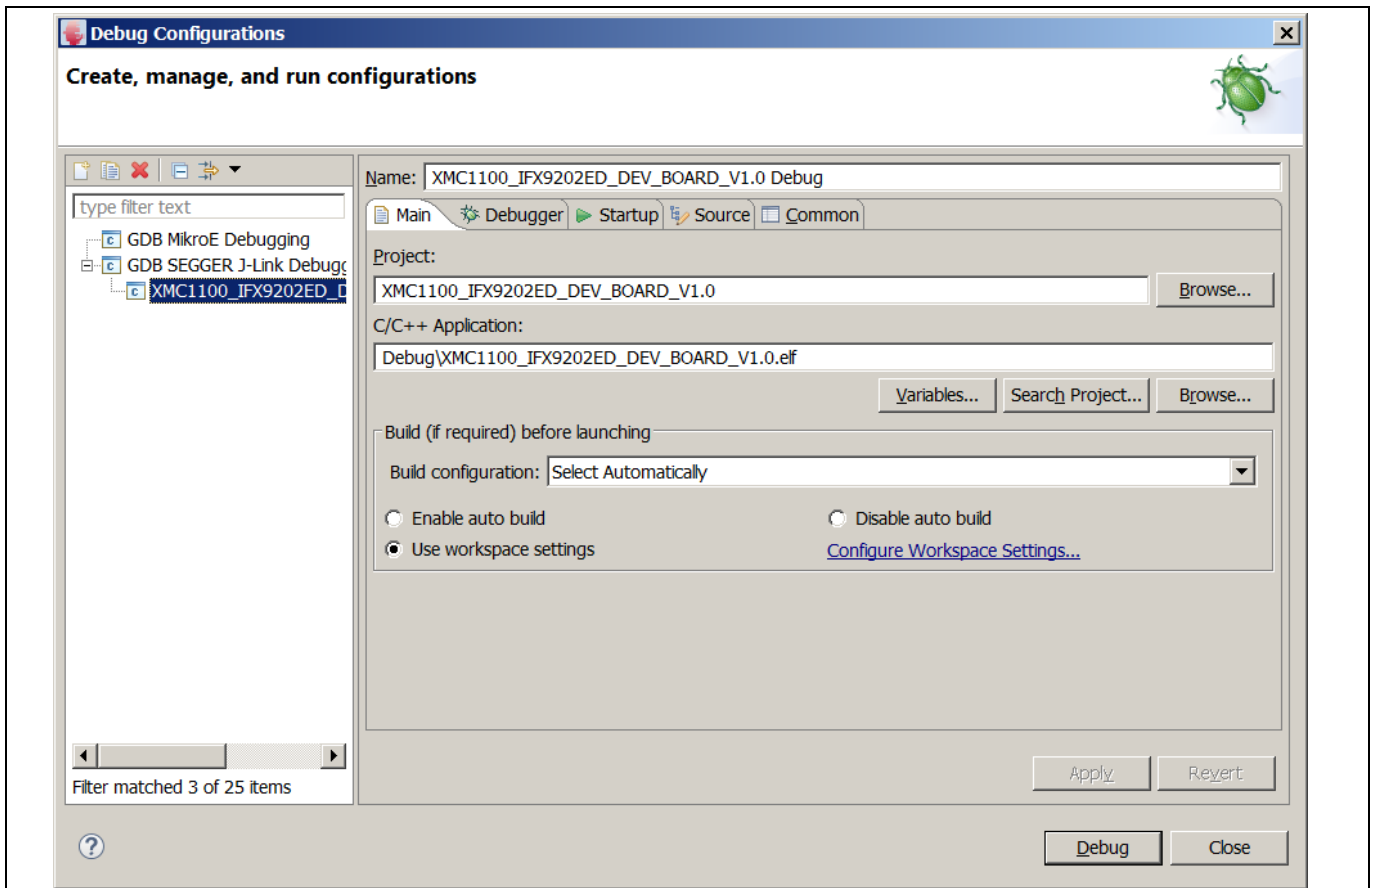 Debug Configurations
Create, manage, and run configurations
type filter text
GDB MikroE Debugging
GDB SEGGER J-Link Debugg
XMC1100_IFX9202ED_D
Filter matched 3 of 25 items
Name: XMC1100_IFX9202ED_DEV_BOARD_V1.0 Debug
Main Debugger Startup Source Common
Project:
XMC1100_IFX9202ED_DEV_BOARD_V1.0
Browse...
C/C++ Application:
Debug\XMC1100_IFX9202ED_DEV_BOARD_V1.0.elf
Variables... Search Project... Browse...
Build (if required) before launching
Build configuration: Select Automatically
Enable auto build Disable auto build
Use workspace settings Configure Workspace Settings...
Apply Revert
Debug Close